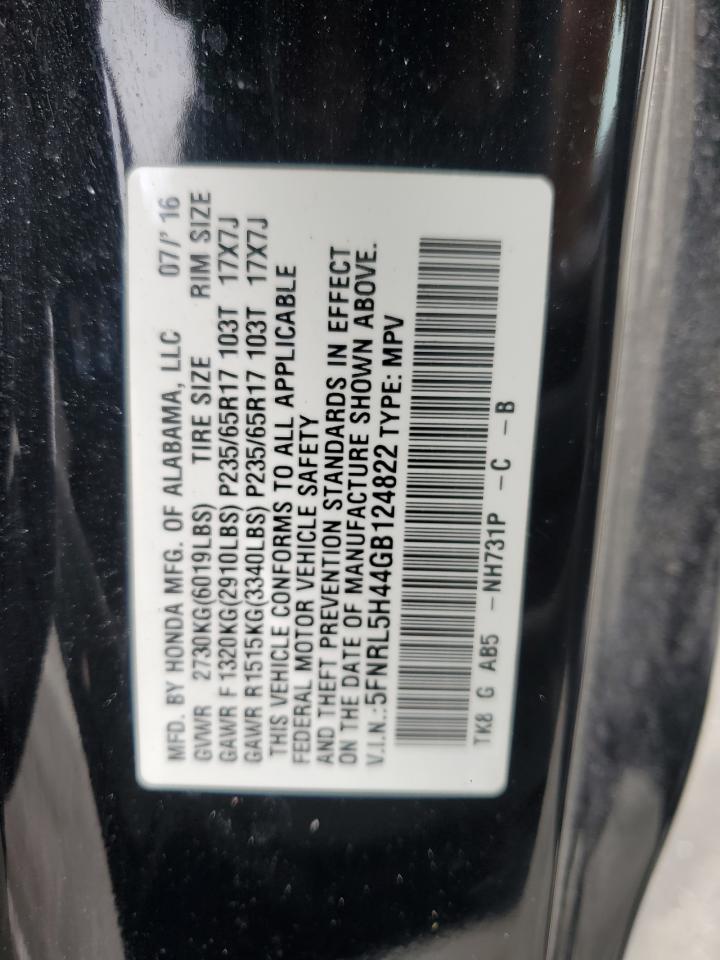 MFD. BY HONDA MFG. OF ALABAMA, LLC 07/' 16
GVWR 2730KG(6019LBS) TIRE SIZE RIM SIZE
GAWR F 1320KG(2910LBS) P235/65R17 103T 17X7J
GAWR R 1515KG(3340LBS) P235/65R17 103T 17X7J
THIS VEHICLE CONFORMS TO ALL APPLICABLE
FEDERAL MOTOR VEHICLE SAFETY
AND THEFT PREVENTION STANDARDS IN EFFECT
ON THE DATE OF MANUFACTURE SHOWN ABOVE.
V.I.N.:5FNRL5H44GB124822 TYPE: MPV
TK8 G AB5 -NH731P -C -B